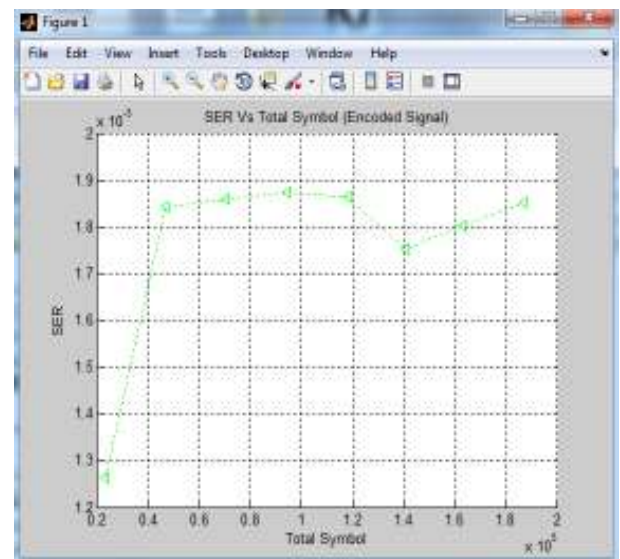 Figure 1
File Edit View Insert Tools Desktop Window Help
x 10^-3
SER Vs Total Symbol (Encoded Signal)
2
1.9
1.8
1.7
1.6
1.5
1.4
1.3
1.2
SER
0.2 0.4 0.6 0.8 1 1.2 1.4 1.6 1.8 2
Total Symbol
x 10^5